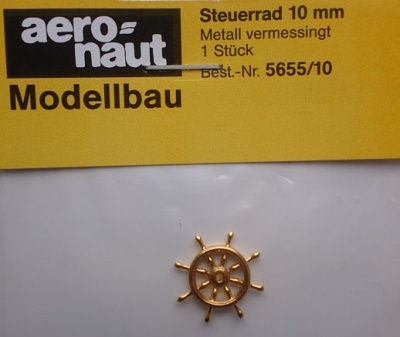 aero-
naut
Modellbau
Steuerrad 10 mm
Metall vermessingt
1 Stück
Best.-Nr. 5655/10